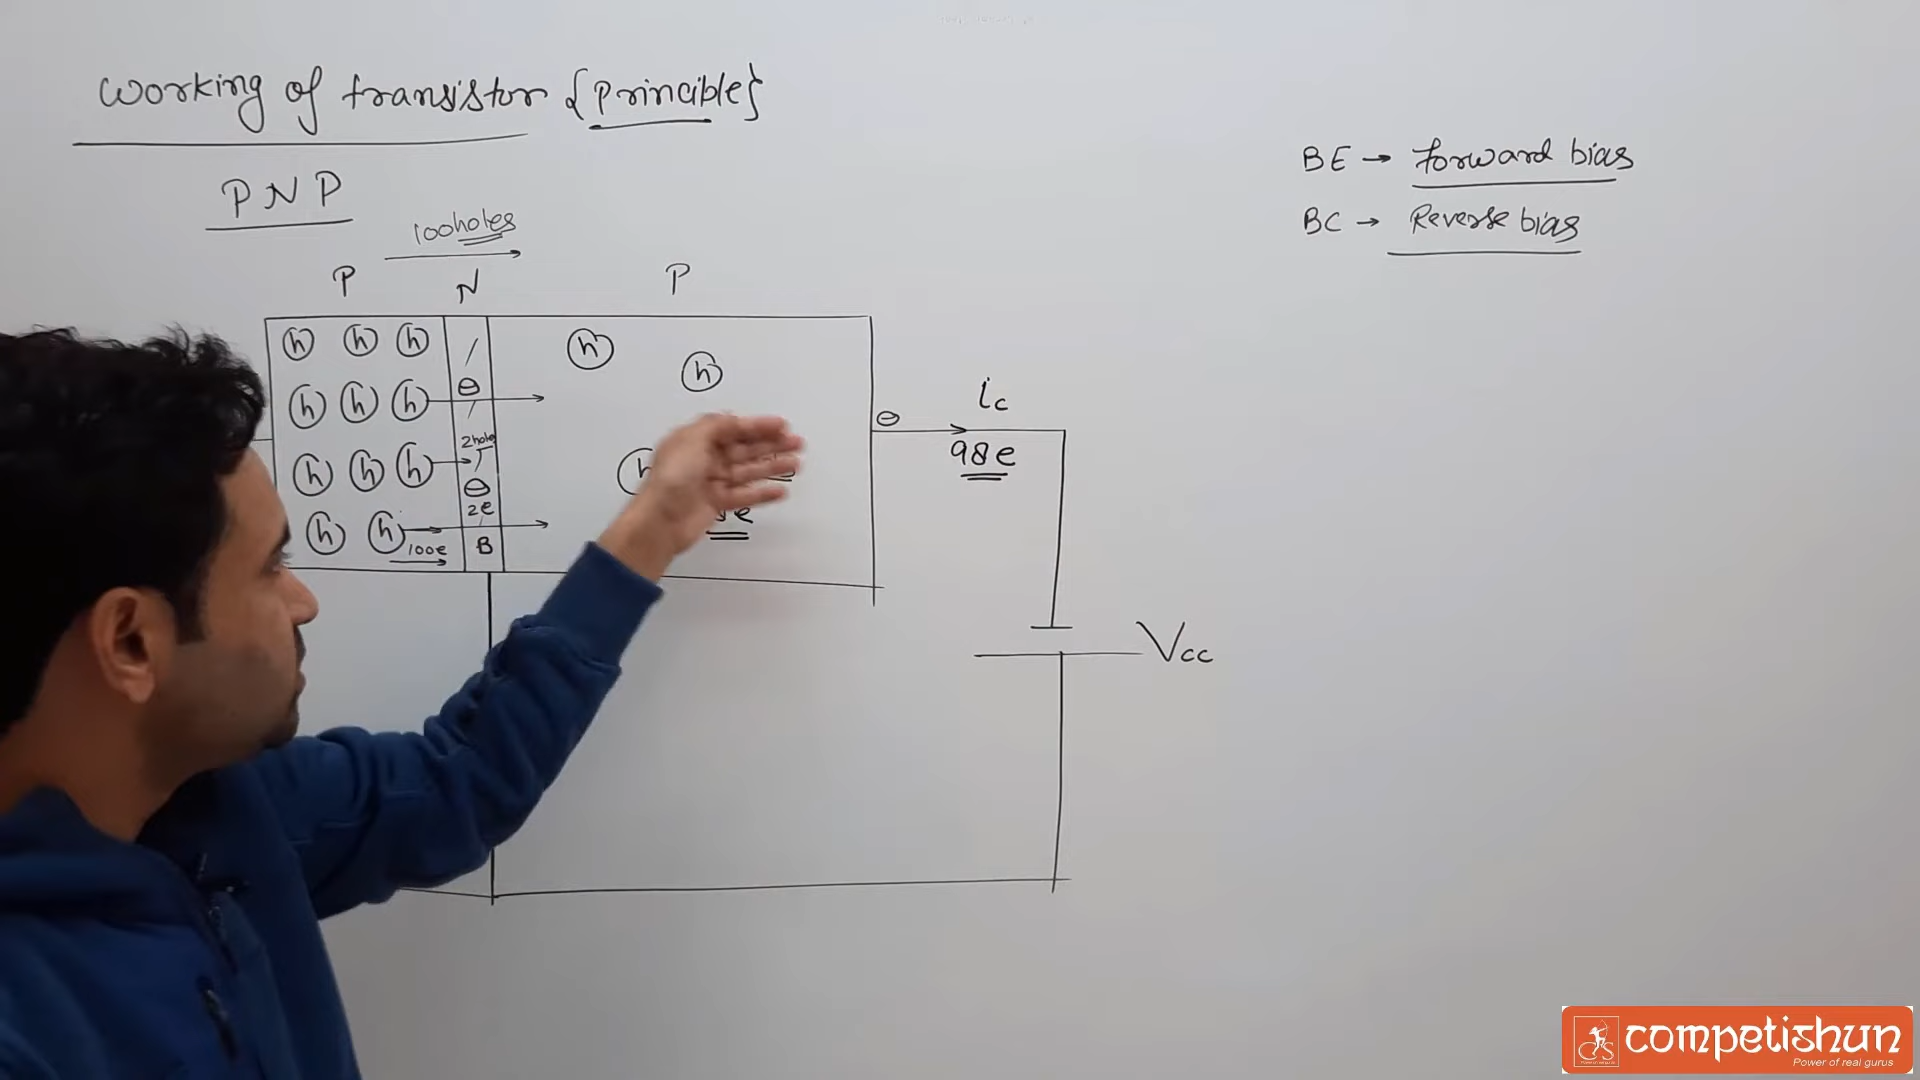 Working of transistor {Principle}
PNP
100holes
P N P
BE → Forward bias
BC → Reverse bias
h h h
h h h
h h h
h h
h
h
h
2hole
2e
100e
B
ic
98e
Vcc
competishun
Power of real gurus